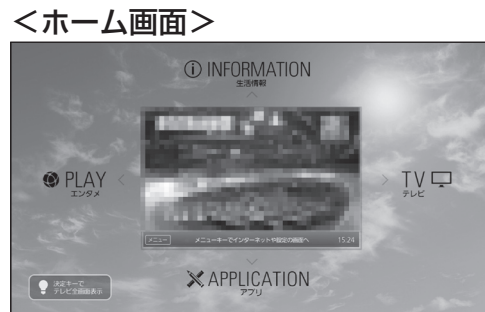 ＜ホーム画面＞
INFORMATION
生活情報
PLAY
エンタメ
TV
テレビ
メニュー メニューキーでインターネットや設定の画面へ 15:24
APPLICATION
アプリ
決定キーで
テレビ全画面表示